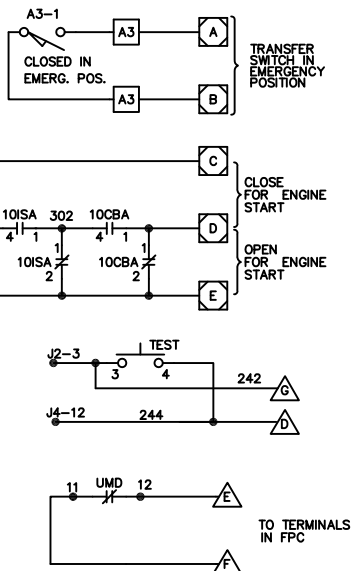 A3-1
A3
A
CLOSED IN
EMERG. POS.
A3
B
TRANSFER
SWITCH IN
EMERGENCY
POSITION
C
CLOSE
FOR ENGINE
START
10ISA 302 10CBA
4 1 4 1
D
1 1
10ISA 10CBA
2 2
OPEN
FOR ENGINE
START
E
J2-3
TEST
3 4
242
G
J4-12 244
D
11 UMD 12
E
TO TERMINALS
IN FPC
F